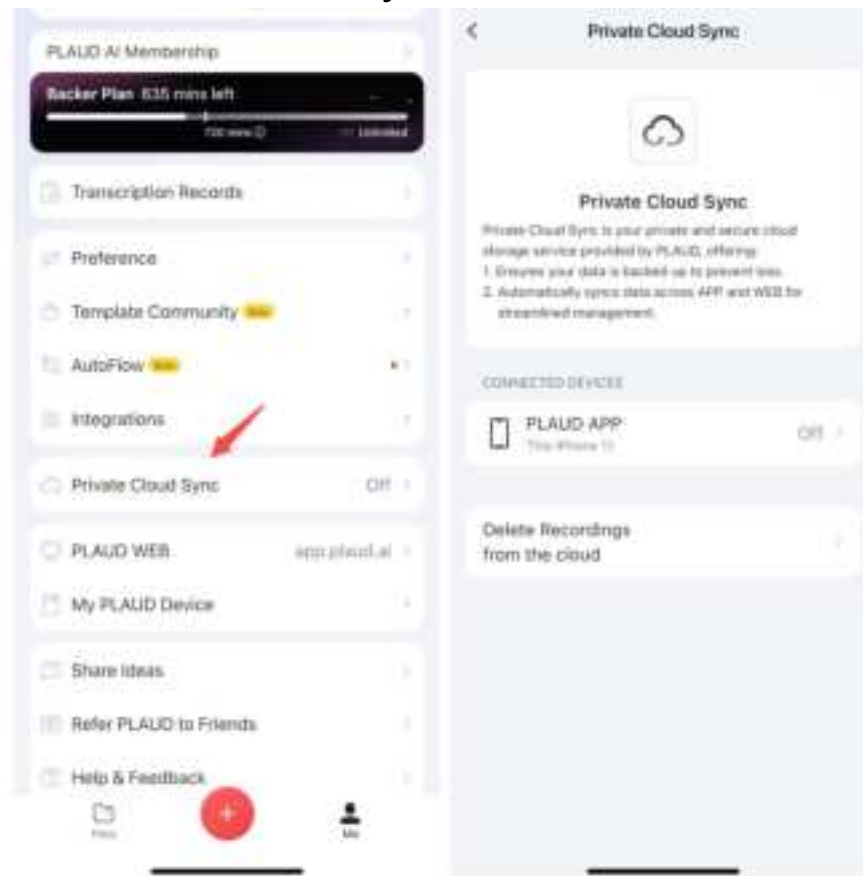 PLAUD AI Membership
Backer Plan 635 mins left
Unlimited
Transcription Records
Preference
Template Community
AutoFlow
Integrations
Private Cloud Sync Off
PLAUD WEB app.plaud.ai
My PLAUD Device
Share Ideas
Refer PLAUD to Friends
Help & Feedback
Me
Private Cloud Sync
Private Cloud Sync
Private Cloud Sync is your private and secure cloud
storage service provided by PLAUD, offering:
1. Ensures your data is backed up to prevent loss.
2. Automatically syncs data across APP and WEB for
streamlined management.
CONNECTED DEVICES
PLAUD APP Off
This iPhone
Delete Recordings
from the cloud